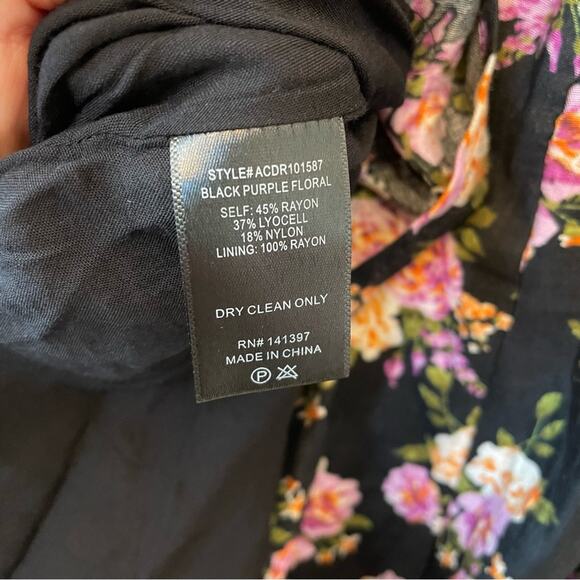 STYLE#ACDR101587
BLACK PURPLE FLORAL
SELF: 45% RAYON
37% LYOCELL
18% NYLON
LINING: 100% RAYON
DRY CLEAN ONLY
RN# 141397
MADE IN CHINA
P